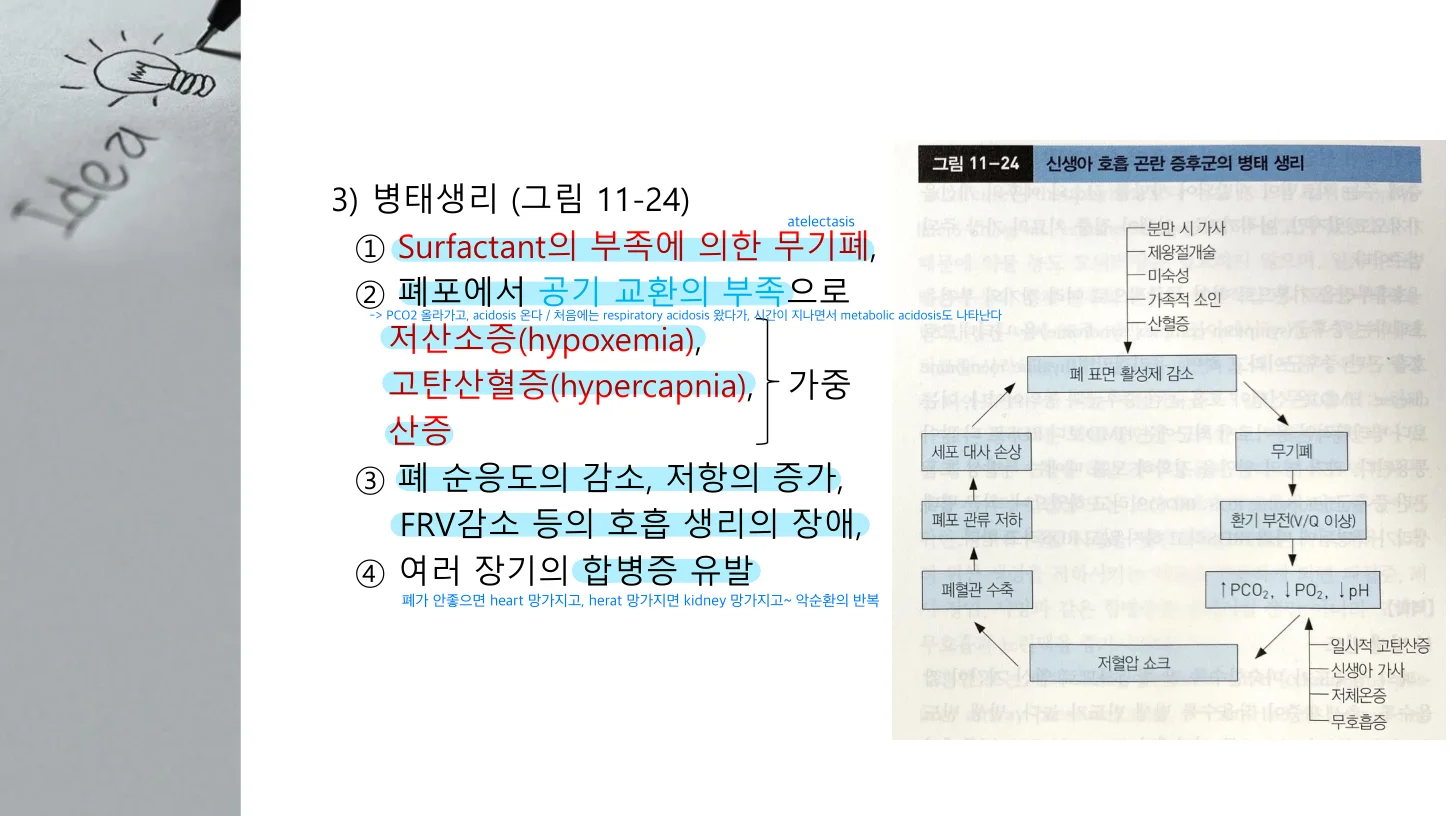 Idea
3) 병태생리 (그림 11-24)
atelectasis
① Surfactant의 부족에 의한 무기폐,
② 폐포에서 공기 교환의 부족으로
-> PCO2 올라가고, acidosis 온다 / 처음에는 respiratory acidosis 왔다가, 시간이 지나면서 metabolic acidosis도 나타난다
저산소증(hypoxemia),
고탄산혈증(hypercapnia),
산증
가중
③ 폐 순응도의 감소, 저항의 증가,
FRV감소 등의 호흡 생리의 장애,
④ 여러 장기의 합병증 유발
폐가 안좋으면 heart 망가지고, herat 망가지면 kidney 망가지고~ 악순환의 반복
그림 11-24 신생아 호흡 곤란 증후군의 병태 생리
분만 시 가사
제왕절개술
미숙성
가족적 소인
산혈증
폐 표면 활성제 감소
무기폐
환기 부전(V/Q 이상)
↑PCO₂, ↓PO₂, ↓pH
일시적 고탄산증
신생아 가사
저체온증
무호흡증
저혈압 쇼크
폐혈관 수축
폐포 관류 저하
세포 대사 손상